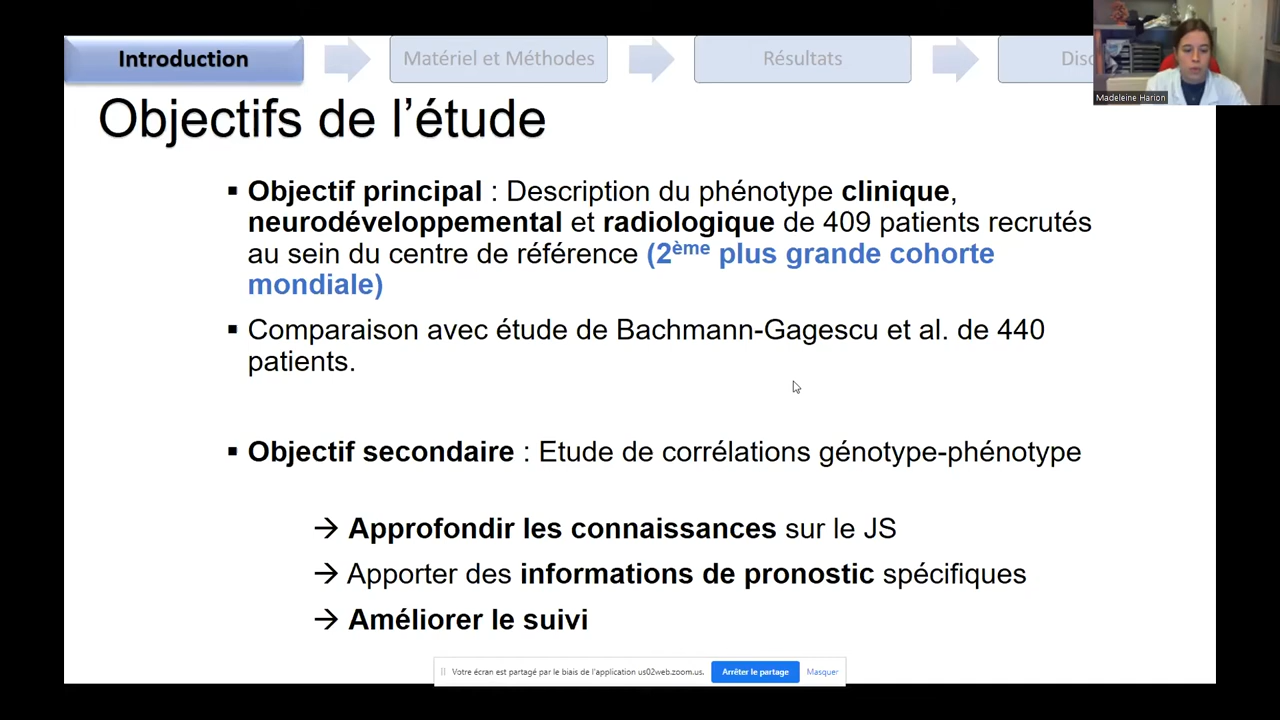 Introduction
Matériel et Méthodes
Résultats
Disc
Madeleine Harion
Objectifs de l’étude
▪ Objectif principal : Description du phénotype clinique,
neurodéveloppemental et radiologique de 409 patients recrutés
au sein du centre de référence (2ème plus grande cohorte
mondiale)
▪ Comparaison avec étude de Bachmann-Gagescu et al. de 440
patients.
▪ Objectif secondaire : Etude de corrélations génotype-phénotype
→ Approfondir les connaissances sur le JS
→ Apporter des informations de pronostic spécifiques
→ Améliorer le suivi
Votre écran est partagé par le biais de l'application us02web.zoom.us.
Arrêter le partage
Masquer